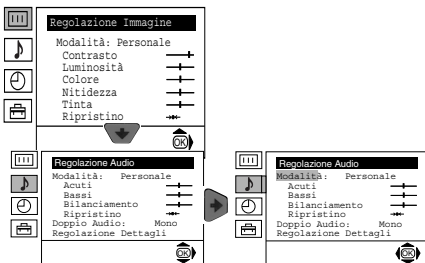 Regolazione Immagine
Modalità: Personale
Contrasto
Luminosità
Colore
Nitidezza
Tinta
Ripristino
OK
Regolazione Audio
Modalità: Personale
Acuti
Bassi
Bilanciamento
Ripristino
Doppio Audio: Mono
Regolazione Dettagli
OK
Regolazione Audio
Modalità: Personale
Acuti
Bassi
Bilanciamento
Ripristino
Doppio Audio: Mono
Regolazione Dettagli
OK